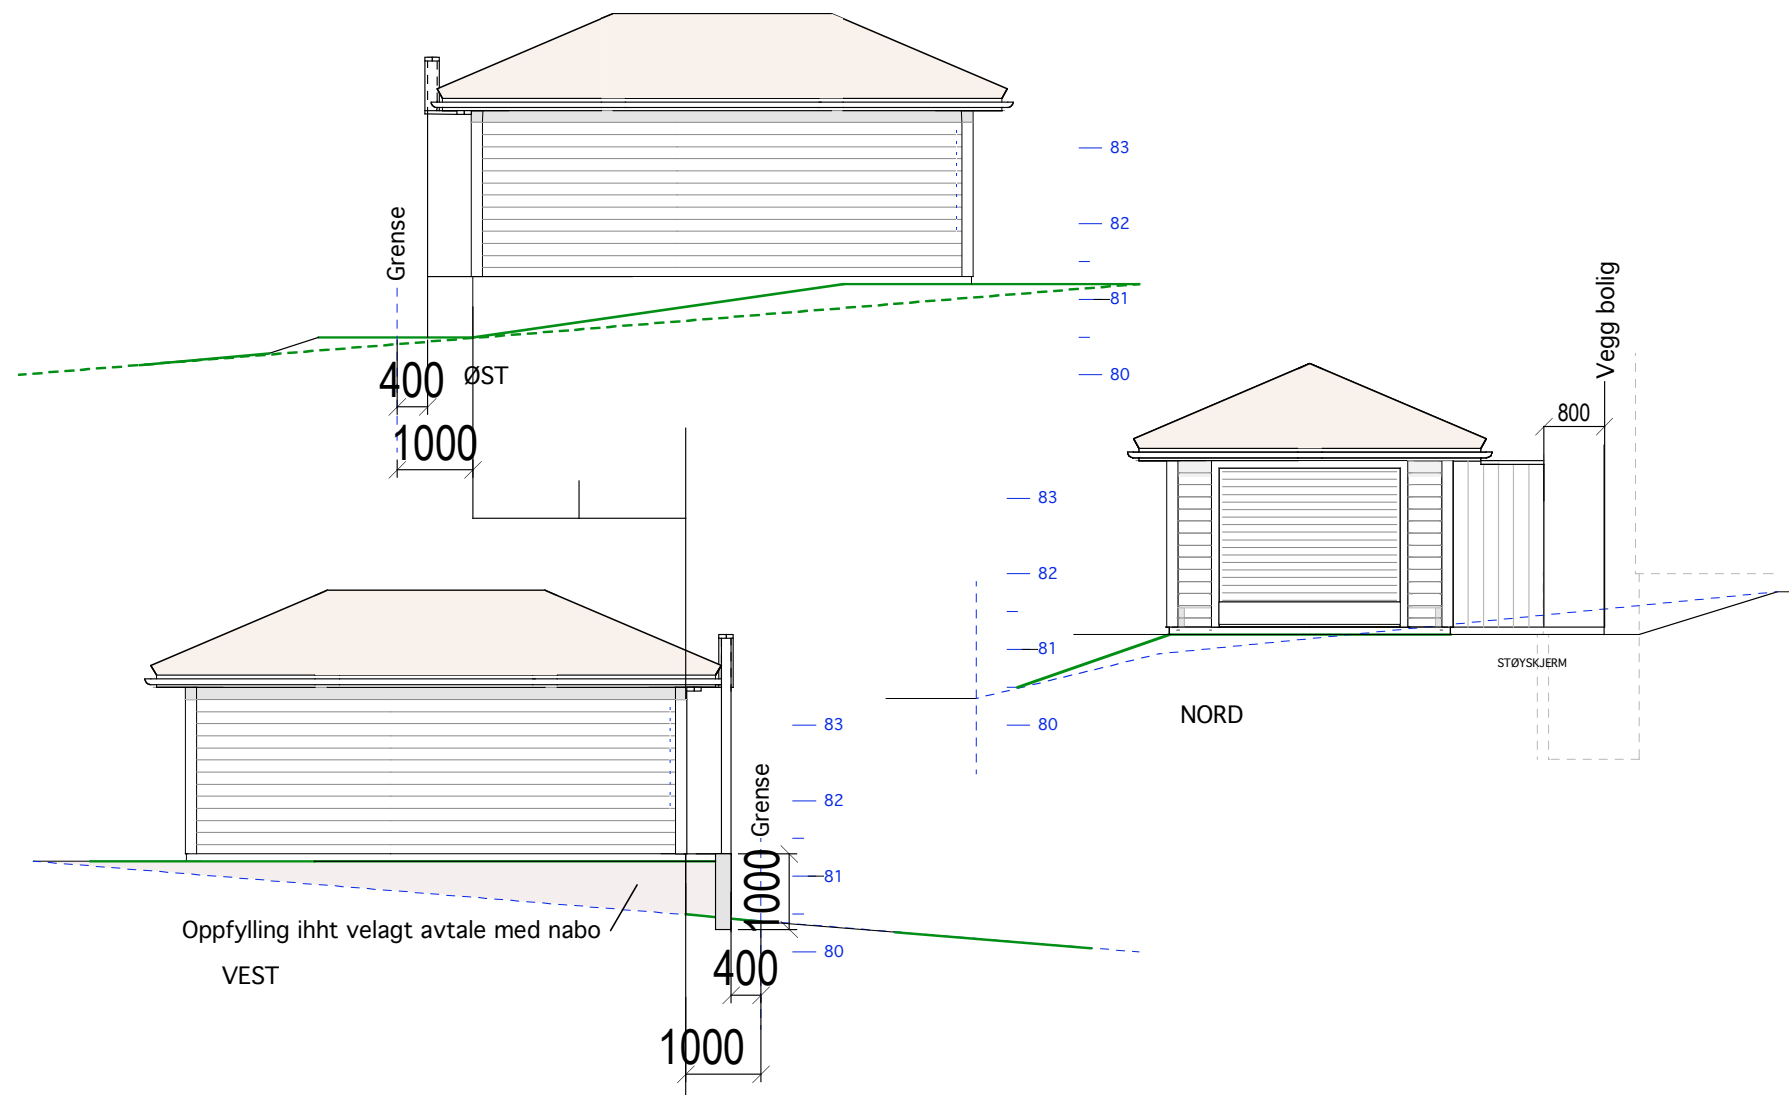 83
82
Grense
81
80
400
ØST
1000
Vegg bolig
800
83
82
81
STØYSKJERM
80
NORD
83
82
Grense
81
1000
80
Oppfylling ihht velagt avtale med nabo
VEST
400
1000